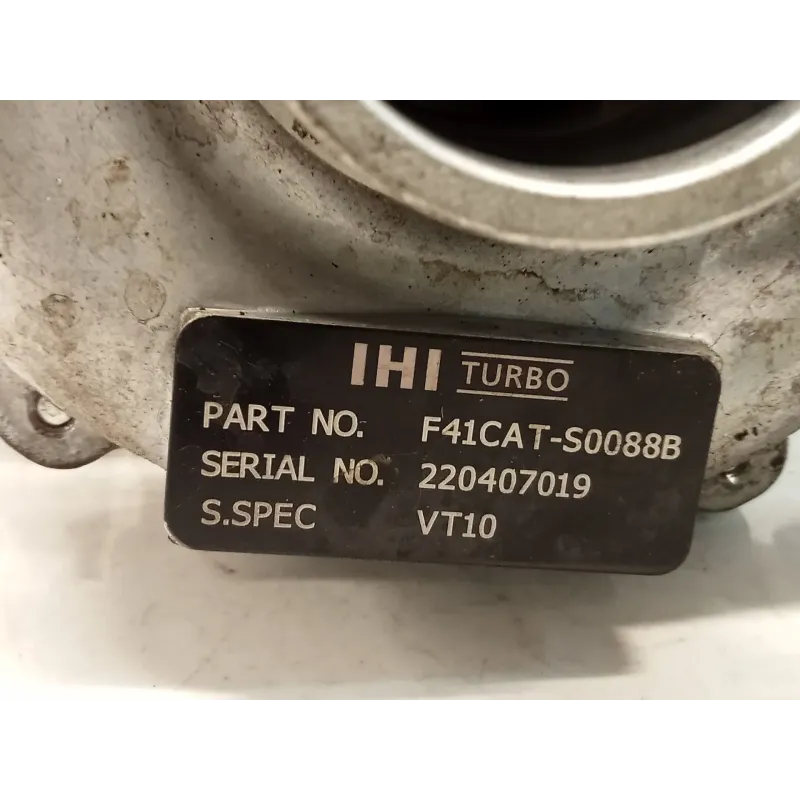 IHI TURBO
PART NO. F41CAT-S0088B
SERIAL NO. 220407019
S.SPEC VT10